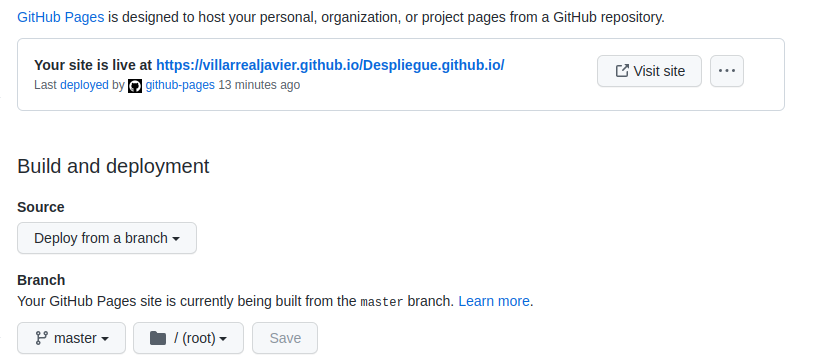 GitHub Pages is designed to host your personal, organization, or project pages from a GitHub repository.
Your site is live at https://villarrealjavier.github.io/Despliegue.github.io/
Last deployed by github-pages 13 minutes ago
Visit site
Build and deployment
Source
Deploy from a branch
Branch
Your GitHub Pages site is currently being built from the master branch. Learn more.
master / (root) Save